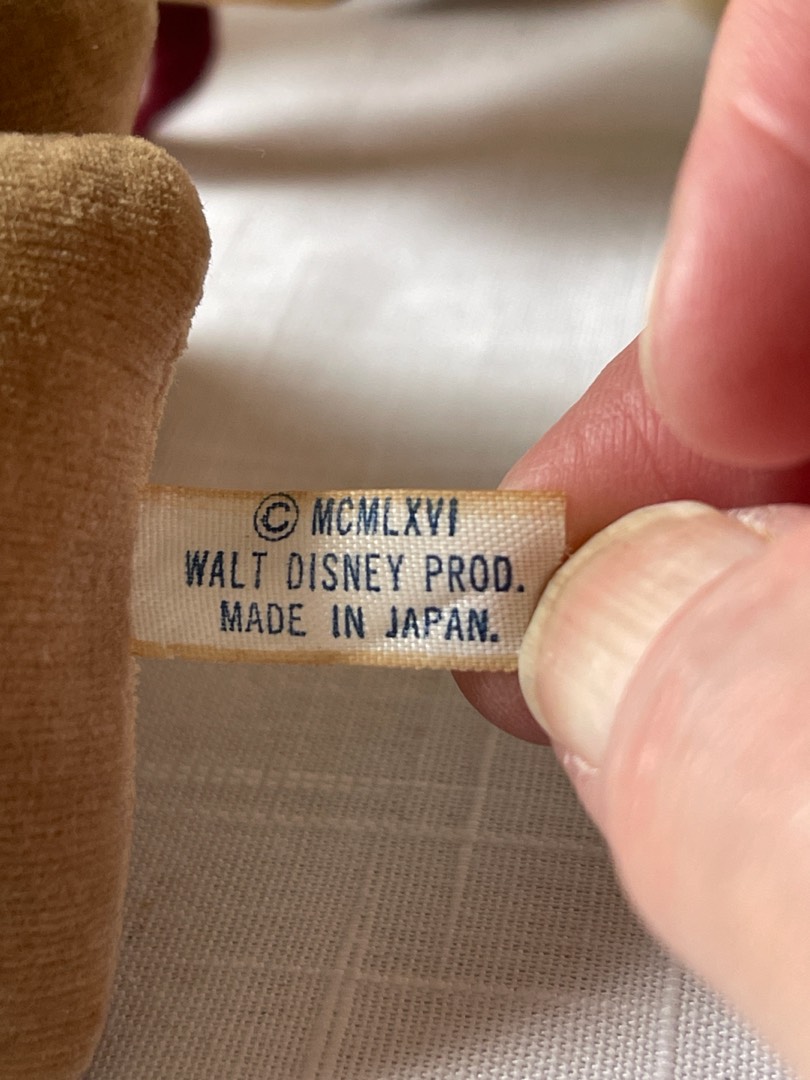 © MCMLXVI
WALT DISNEY PROD.
MADE IN JAPAN.